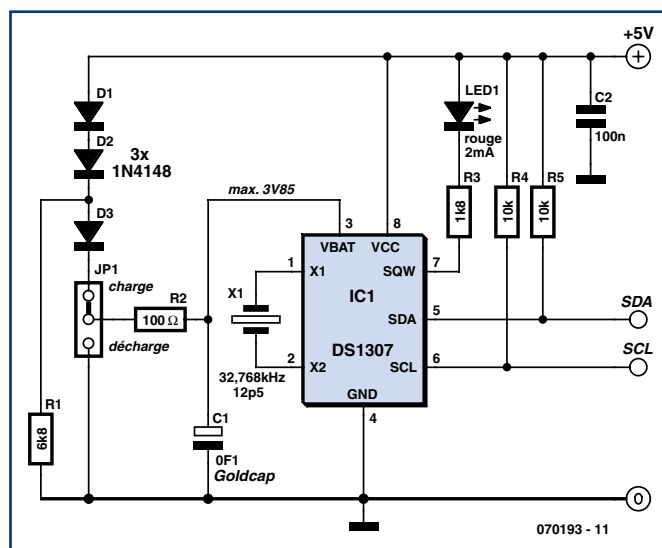 +5V
D1
D2
3x
1N4148
D3
LED1
rouge
2mA
C2
100n
R3
1k8
R4
10k
R5
10k
max. 3V85
3
8
VBAT
VCC
JP1
charge
décharge
R2
100 Ω
X1
32,768kHz
12p5
1
X1
2
X2
IC1
DS1307
SQW
7
SDA
5
SCL
6
GND
4
SDA
SCL
R1
6k8
C1
0F1
Goldcap
0
070193 - 11